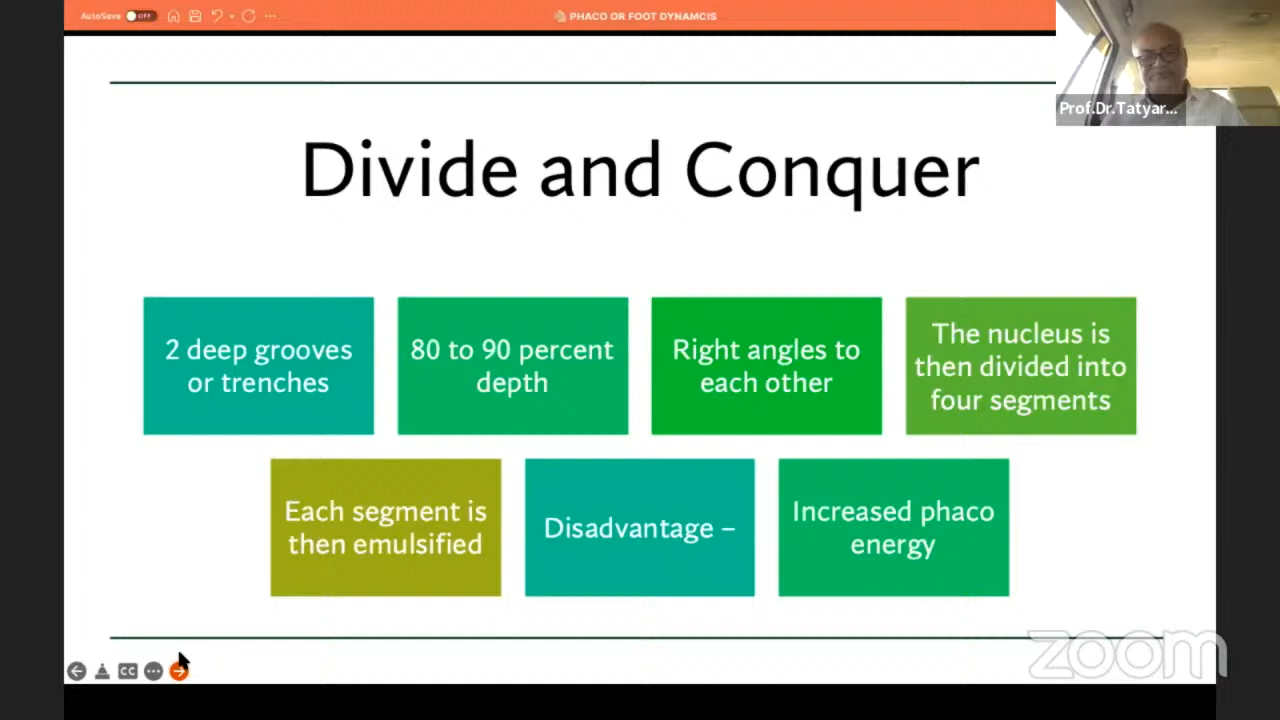 AutoSave OFF
PHACO OR FOOT DYNAMCIS
Prof.Dr.Tatyar...
Divide and Conquer
2 deep grooves
or trenches
80 to 90 percent
depth
Right angles to
each other
The nucleus is
then divided into
four segments
Each segment is
then emulsified
Disadvantage –
Increased phaco
energy
CC
zoom